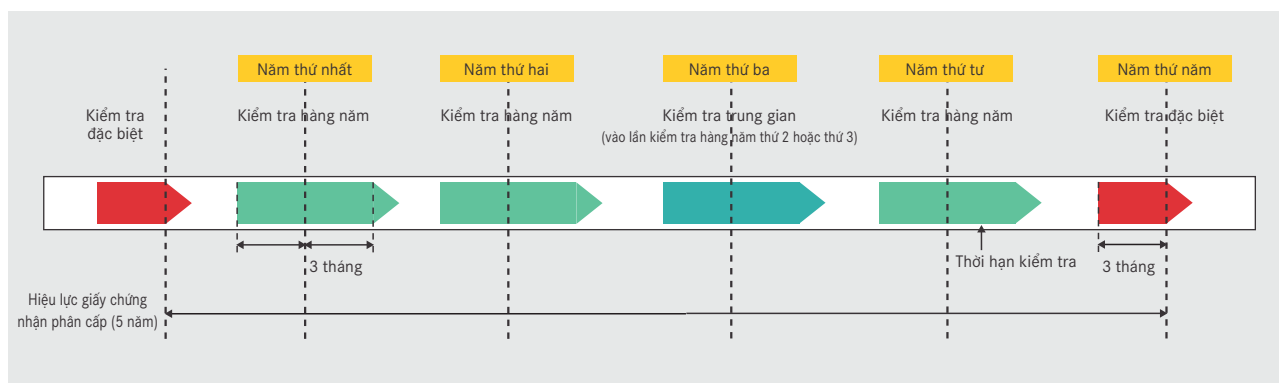 Năm thứ nhất
Năm thứ hai
Năm thứ ba
Năm thứ tư
Năm thứ năm
Kiểm tra
đặc biệt
Kiểm tra hàng năm
Kiểm tra hàng năm
Kiểm tra trung gian
(vào lần kiểm tra hàng năm thứ 2 hoặc thứ 3)
Kiểm tra hàng năm
Kiểm tra đặc biệt
3 tháng
Thời hạn kiểm tra
3 tháng
Hiệu lực giấy chứng
nhận phân cấp (5 năm)